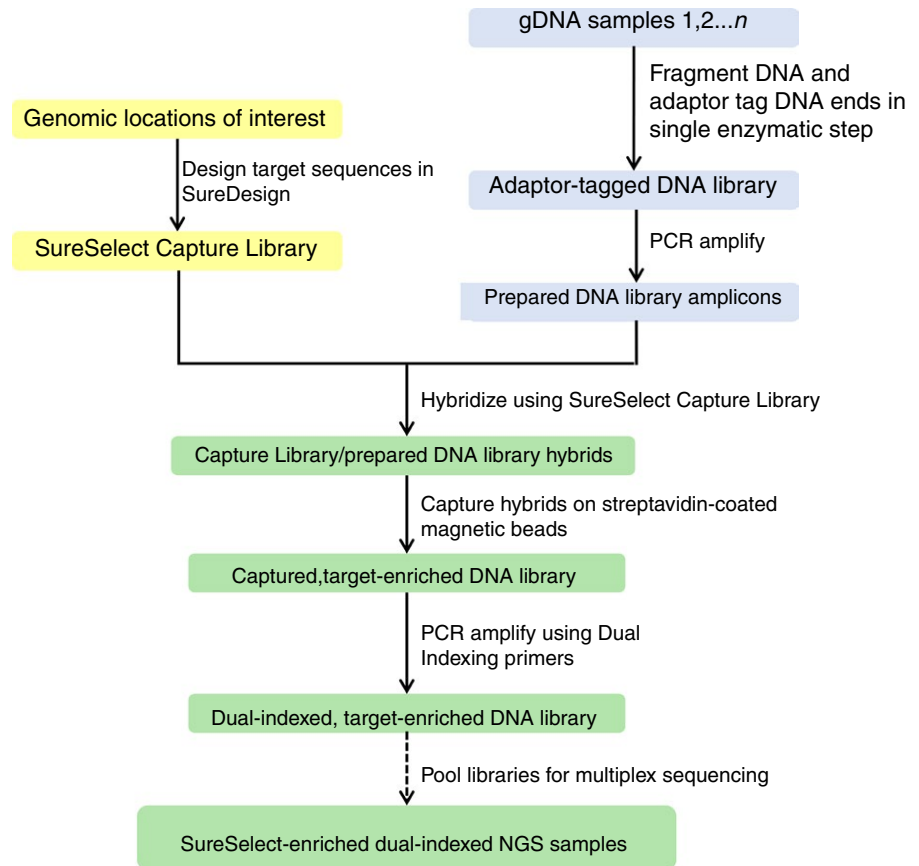 gDNA samples 1,2...n
Fragment DNA and
adaptor tag DNA ends in
single enzymatic step
Genomic locations of interest
Design target sequences in
SureDesign
Adaptor-tagged DNA library
SureSelect Capture Library
PCR amplify
Prepared DNA library amplicons
Hybridize using SureSelect Capture Library
Capture Library/prepared DNA library hybrids
Capture hybrids on streptavidin-coated
magnetic beads
Captured,target-enriched DNA library
PCR amplify using Dual
Indexing primers
Dual-indexed, target-enriched DNA library
Pool libraries for multiplex sequencing
SureSelect-enriched dual-indexed NGS samples